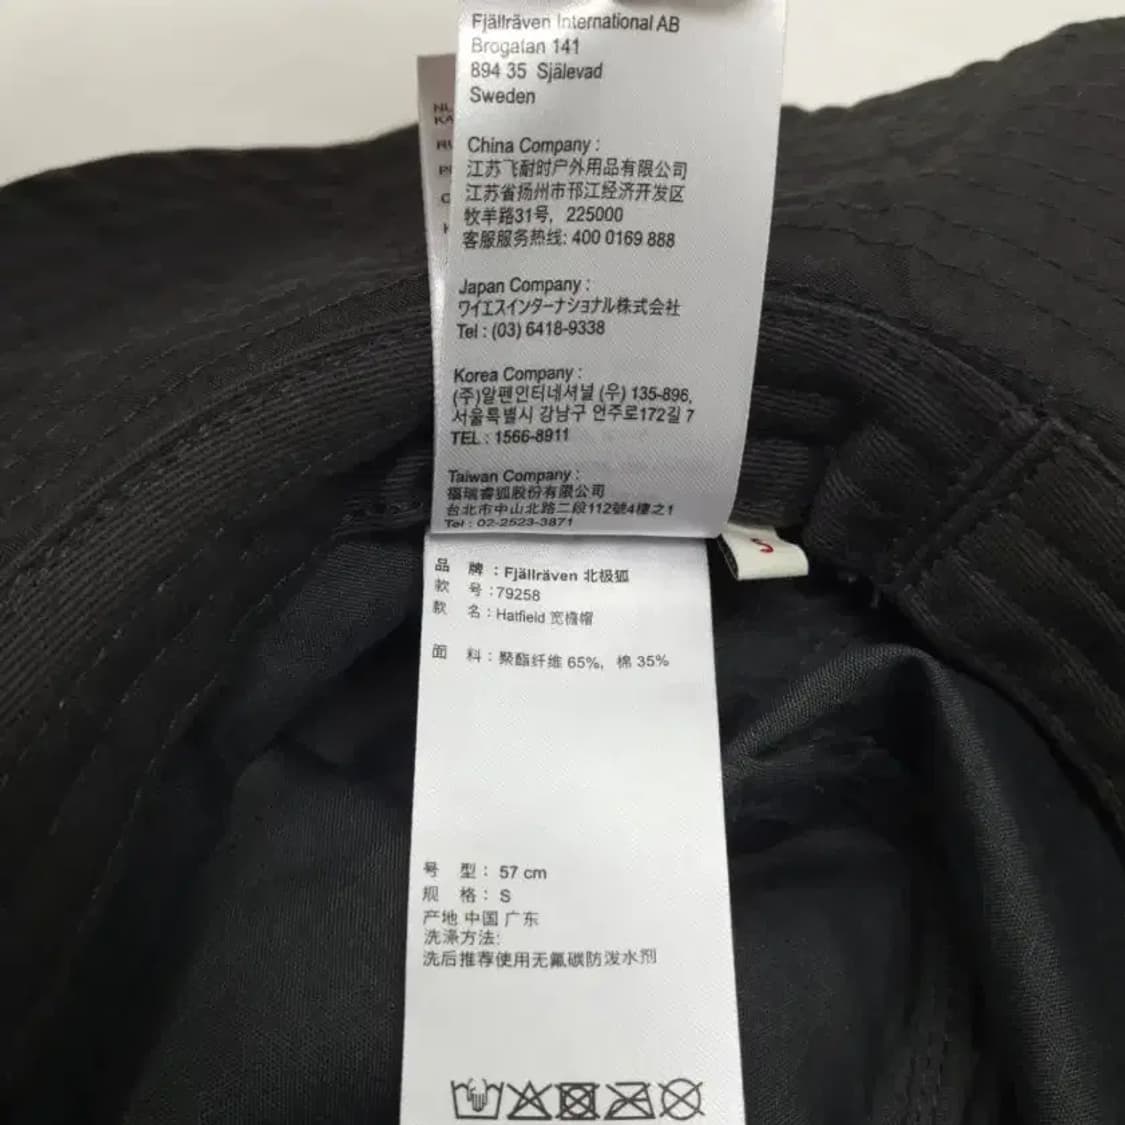 Fjällräven International AB
Brogatan 141
894 35 Själevad
Sweden
China Company :
江苏飞耐时户外用品有限公司
江苏省扬州市邗江经济开发区
牧羊路31号, 225000
客服服务热线: 400 0169 888
Japan Company :
ワイエスインターナショナル株式会社
Tel : (03) 6418-9338
Korea Company :
(주)알펜인터네셔널 (우) 135-896,
서울특별시 강남구 언주로172길 7
TEL : 1566-8911
Taiwan Company :
福瑞睿狐股份有限公司
台北市中山北路二段112號4樓之1
Tel : 02-2523-3871
S
品 牌 : Fjällräven 北极狐
款 号 : 79258
款 名 : Hatfield 宽檐帽
面 料 : 聚酯纤维 65%, 棉 35%
号 型 : 57 cm
规 格 : S
产地 中国 广东
洗涤方法:
洗后推荐使用无氟碳防泼水剂